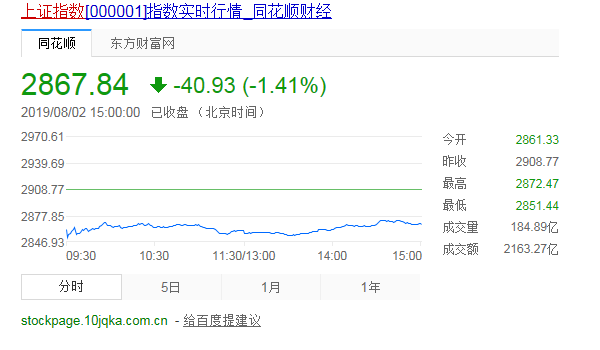 上证指数[000001]指数实时行情_同花顺财经
同花顺 东方财富网
2867.84 -40.93 (-1.41%)
2019/08/02 15:00:00 已收盘 （北京时间）
2970.61
2939.69
2908.77
2877.85
2846.93
09:30 10:30 11:30/13:00 14:00 15:00
今开 2861.33
昨收 2908.77
最高 2872.47
最低 2851.44
成交量 184.89亿
成交额 2163.27亿
分时 5日 1月 1年
stockpage.10jqka.com.cn - 给百度提建议